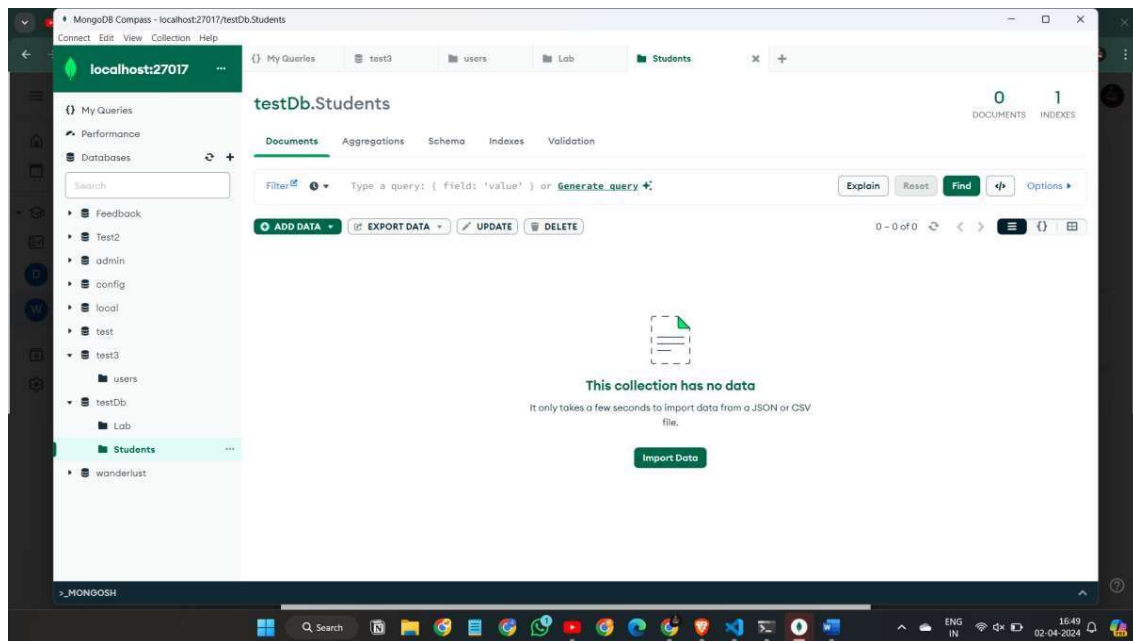 MongoDB Compass - localhost:27017/testDb.Students
Connect Edit View Collection Help
localhost:27017 ...
{} My Queries
Performance
Databases
Search
Feedback
Test2
admin
config
local
test
test3
users
testDb
Lab
Students ...
wanderlust
{} My Queries test3 users Lab Students
testDb.Students
0 DOCUMENTS 1 INDEXES
Documents Aggregations Schema Indexes Validation
Filter Type a query: { field: 'value' } or Generate query Explain Reset Find </> Options
ADD DATA EXPORT DATA UPDATE DELETE 0 - 0 of 0 {}
This collection has no data
It only takes a few seconds to import data from a JSON or CSV
file.
Import Data
>_MONGOSH
D
W
Search ENG 16:49
IN 02-04-2024